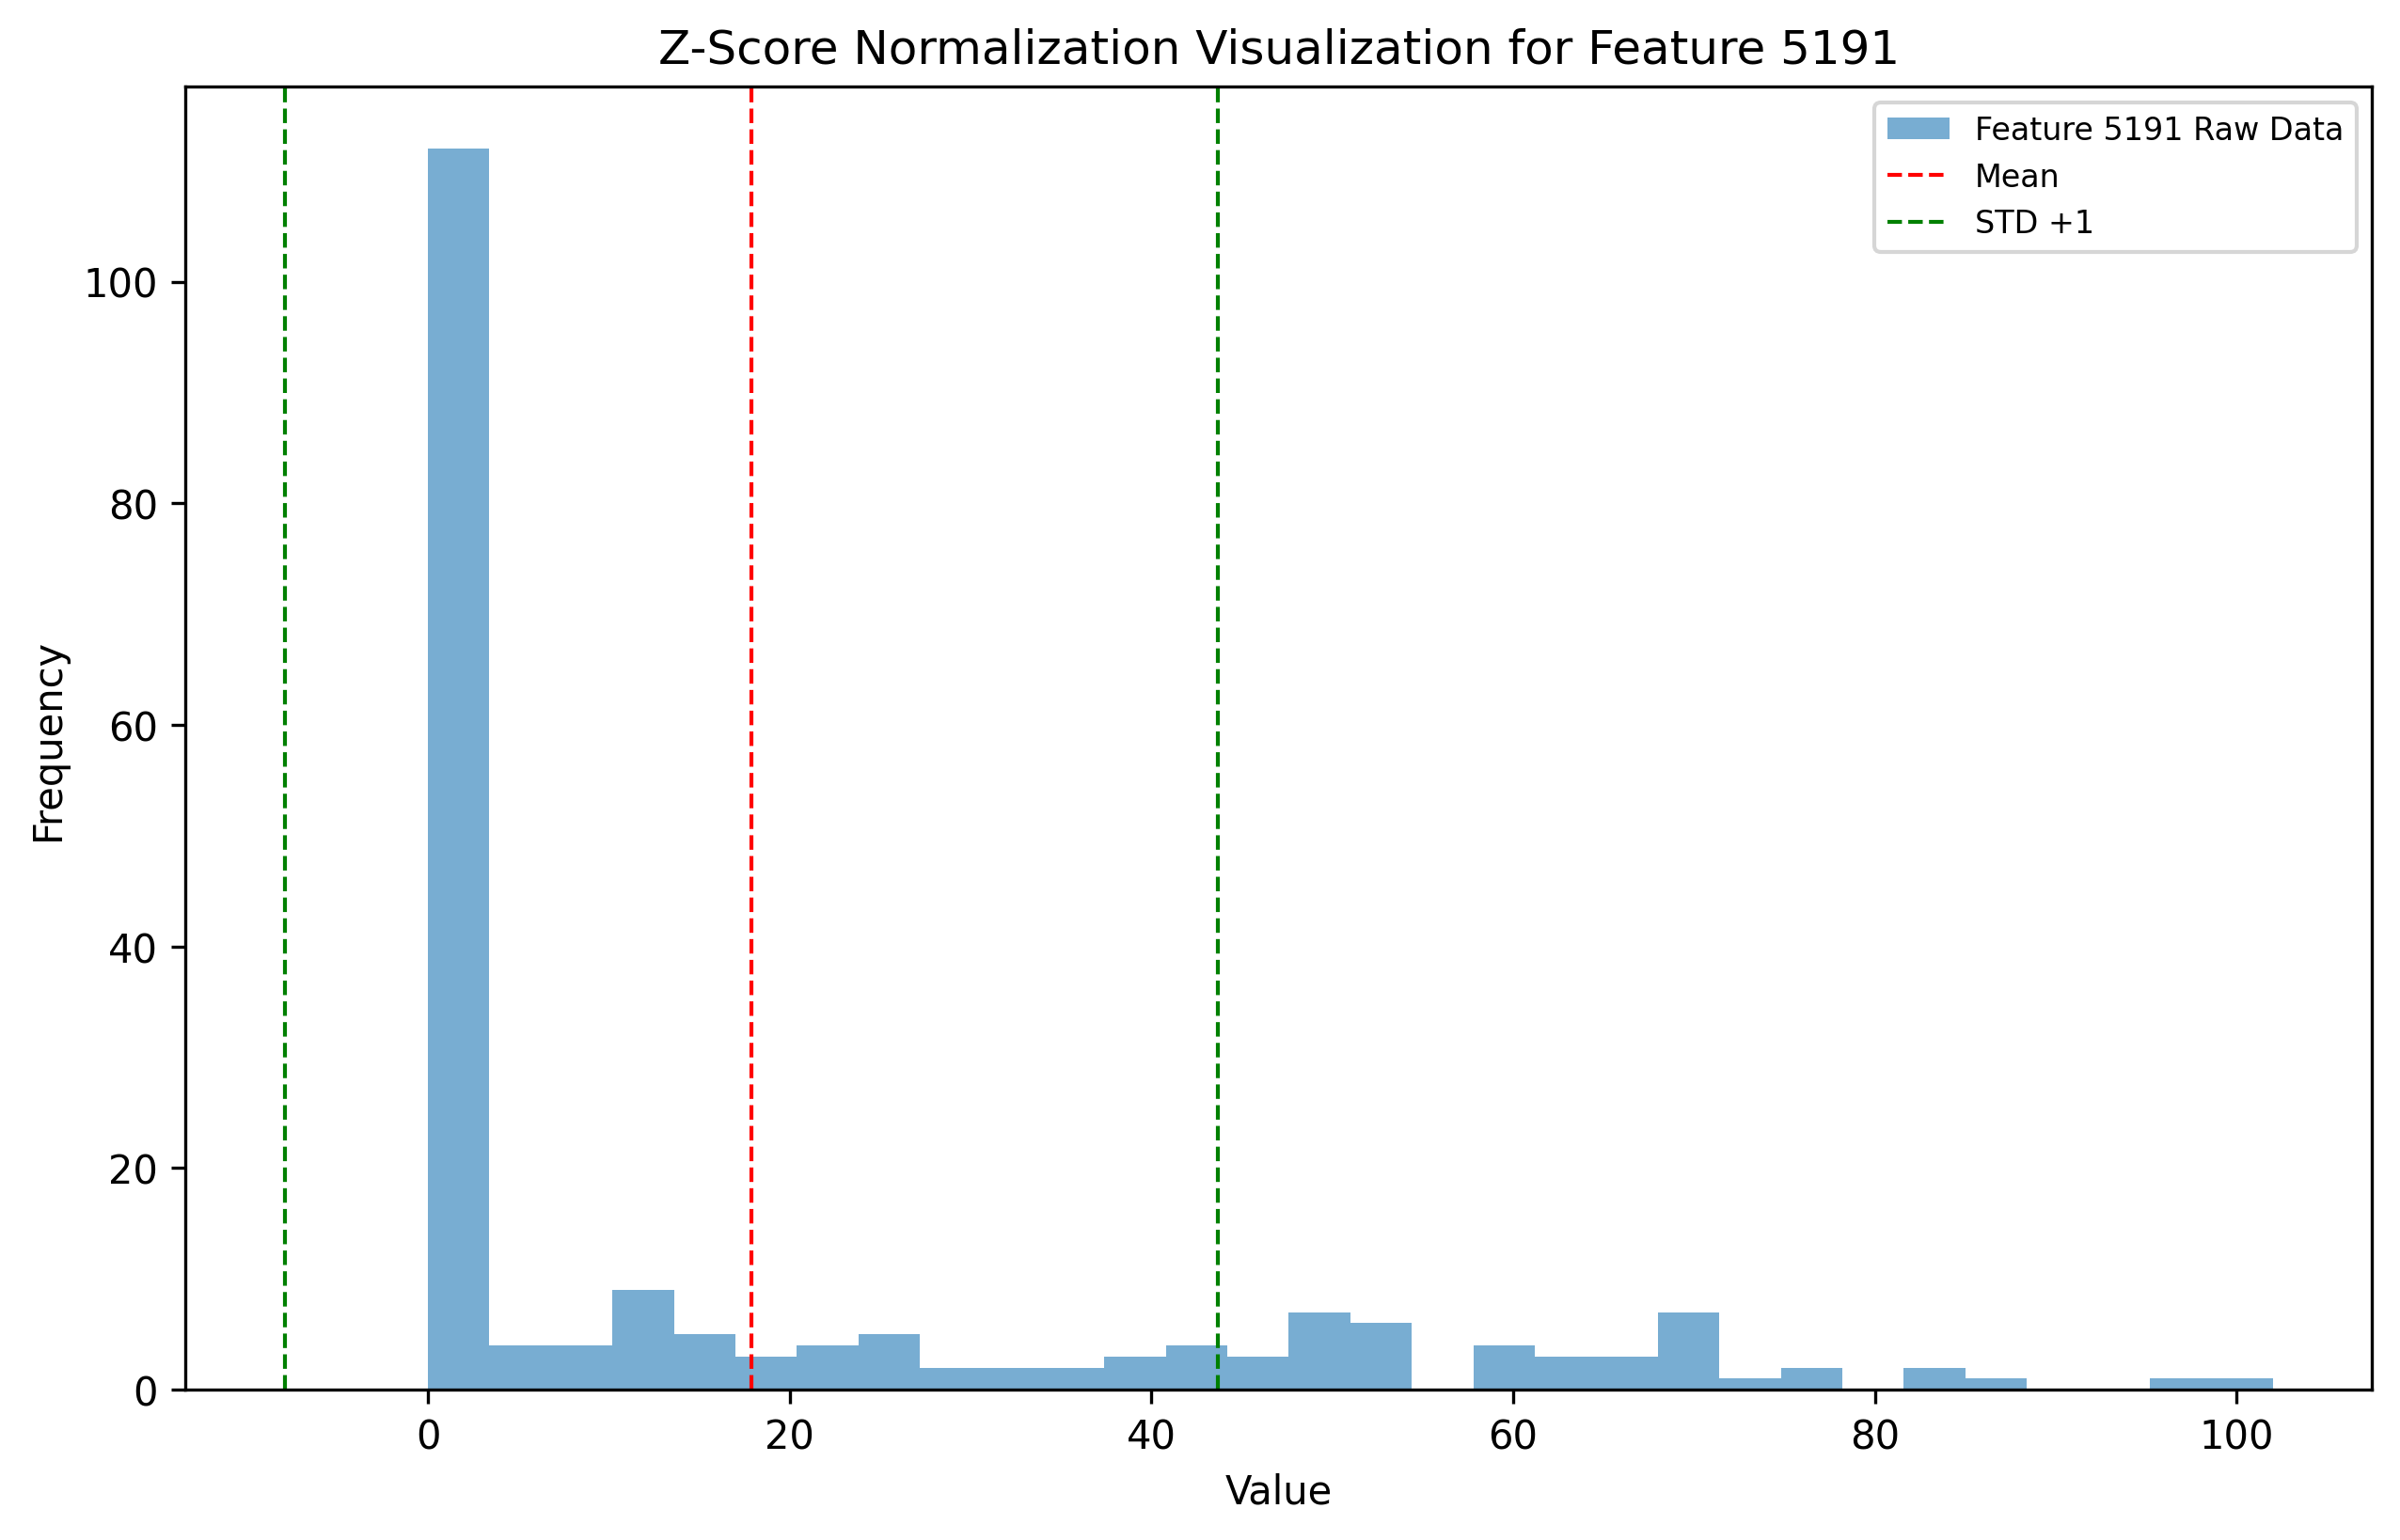 Z-Score Normalization Visualization for Feature 5191
Feature 5191 Raw Data
Mean
STD +1
100
80
60
40
20
0
Frequency
0 20 40 60 80 100
Value